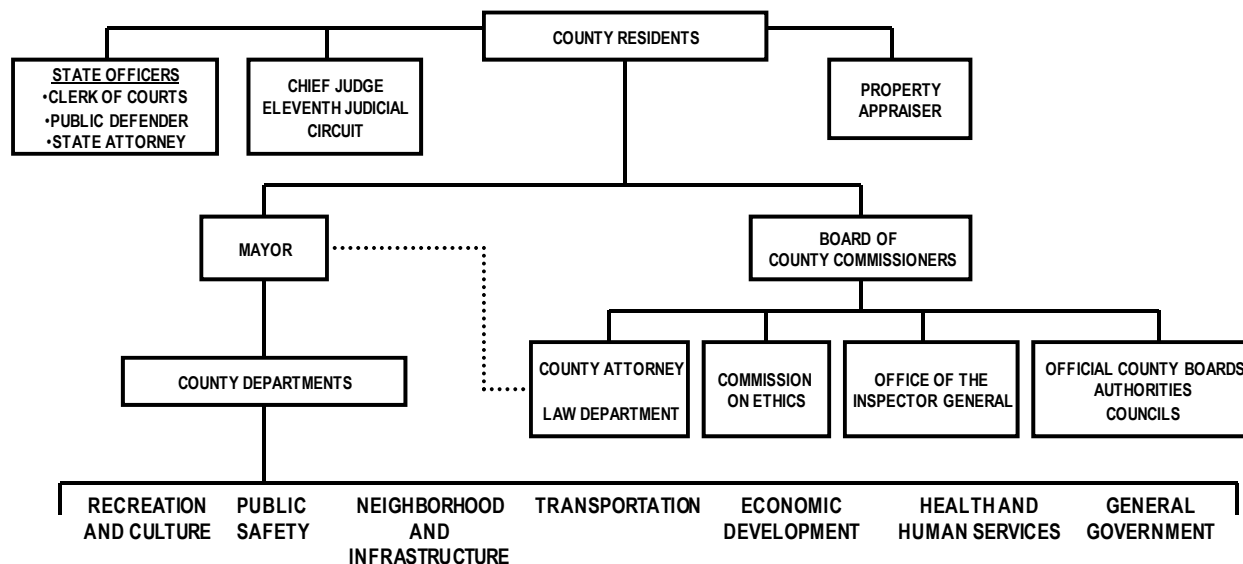 COUNTY RESIDENTS
STATE OFFICERS
•CLERK OF COURTS
•PUBLIC DEFENDER
•STATE ATTORNEY
CHIEF JUDGE
ELEVENTH JUDICIAL
CIRCUIT
PROPERTY
APPRAISER
MAYOR
BOARD OF
COUNTY COMMISSIONERS
COUNTY DEPARTMENTS
COUNTY ATTORNEY
LAW DEPARTMENT
COMMISSION
ON ETHICS
OFFICE OF THE
INSPECTOR GENERAL
OFFICIAL COUNTY BOARDS
AUTHORITIES
COUNCILS
RECREATION
AND CULTURE
PUBLIC
SAFETY
NEIGHBORHOOD
AND
INFRASTRUCTURE
TRANSPORTATION
ECONOMIC
DEVELOPMENT
HEALTH AND
HUMAN SERVICES
GENERAL
GOVERNMENT